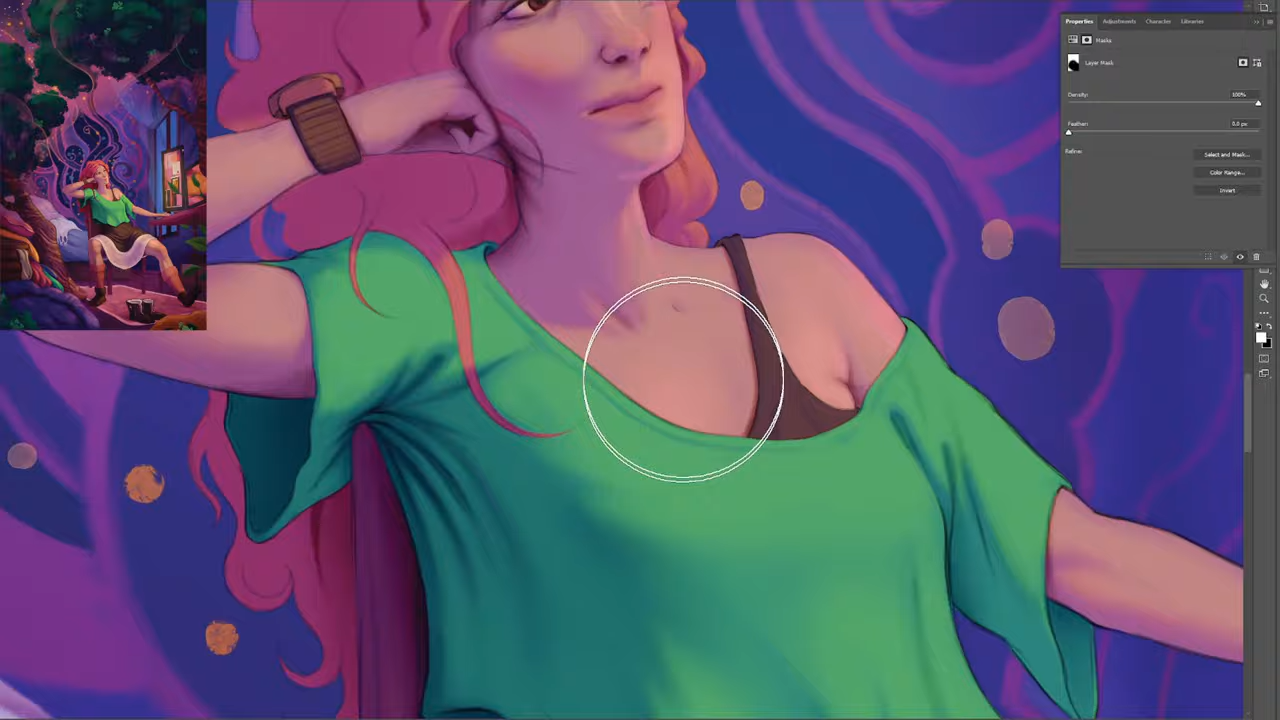 Properties Adjustments Character Libraries
Masks
Layer Mask
Density: 100%
Feather: 0.0 px
Refine: Select and Mask...
Color Range...
Invert